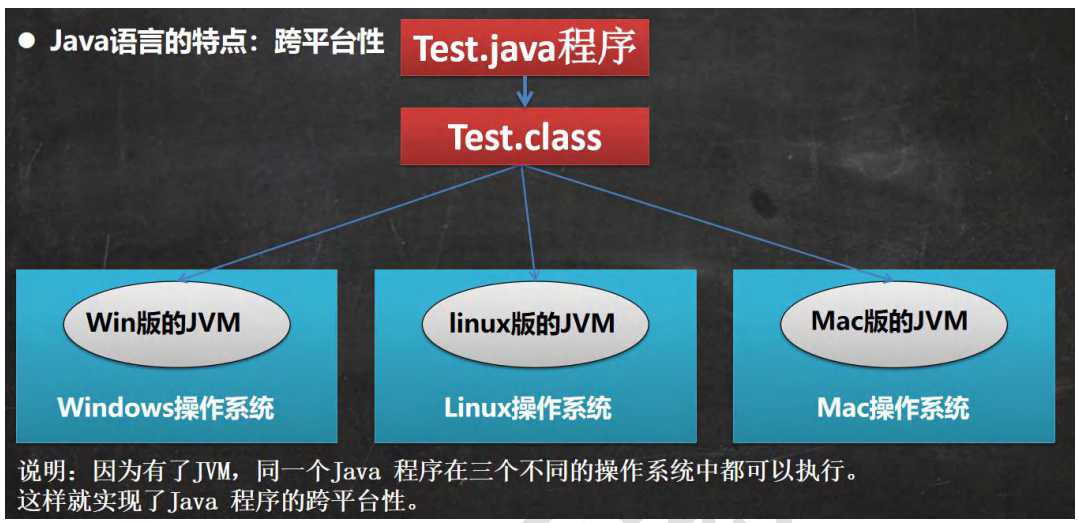 ● Java语言的特点：跨平台性
Test.java程序
Test.class
Win版的JVM
linux版的JVM
Mac版的JVM
Windows操作系统
Linux操作系统
Mac操作系统
说明：因为有了JVM，同一个Java 程序在三个不同的操作系统中都可以执行。
这样就实现了Java 程序的跨平台性。